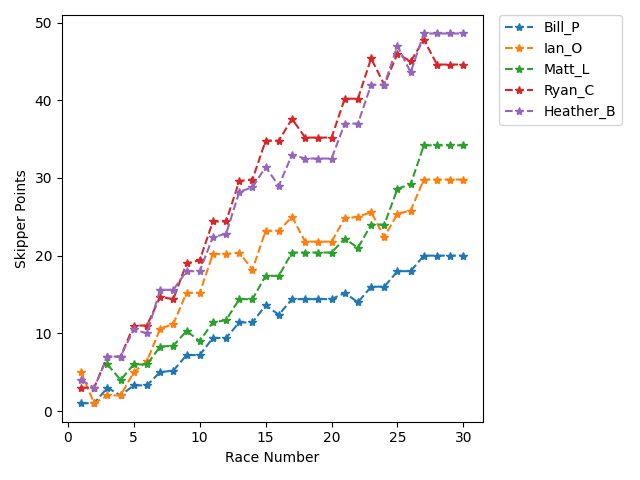 50
40
30
20
10
0
Skipper Points
0 5 10 15 20 25 30
Race Number
Bill_P
Ian_O
Matt_L
Ryan_C
Heather_B